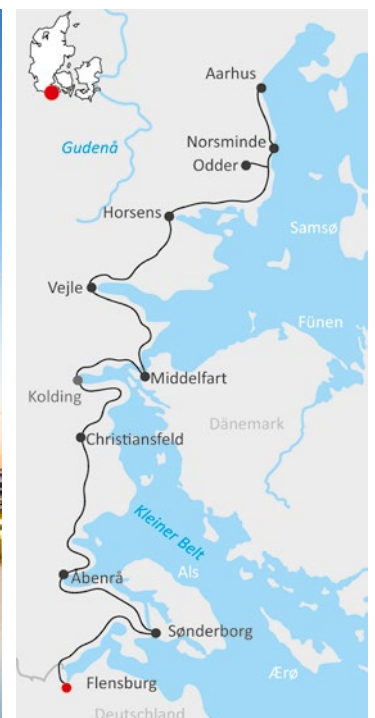 Aarhus
Norsminde
Gudenå
Odder
Horsens
Samsø
Vejle
Fünen
Middelfart
Kolding
Dänemark
Christiansfeld
Kleiner Belt
Åbenrå
Als
Sønderborg
Ærø
Flensburg
Deutschland